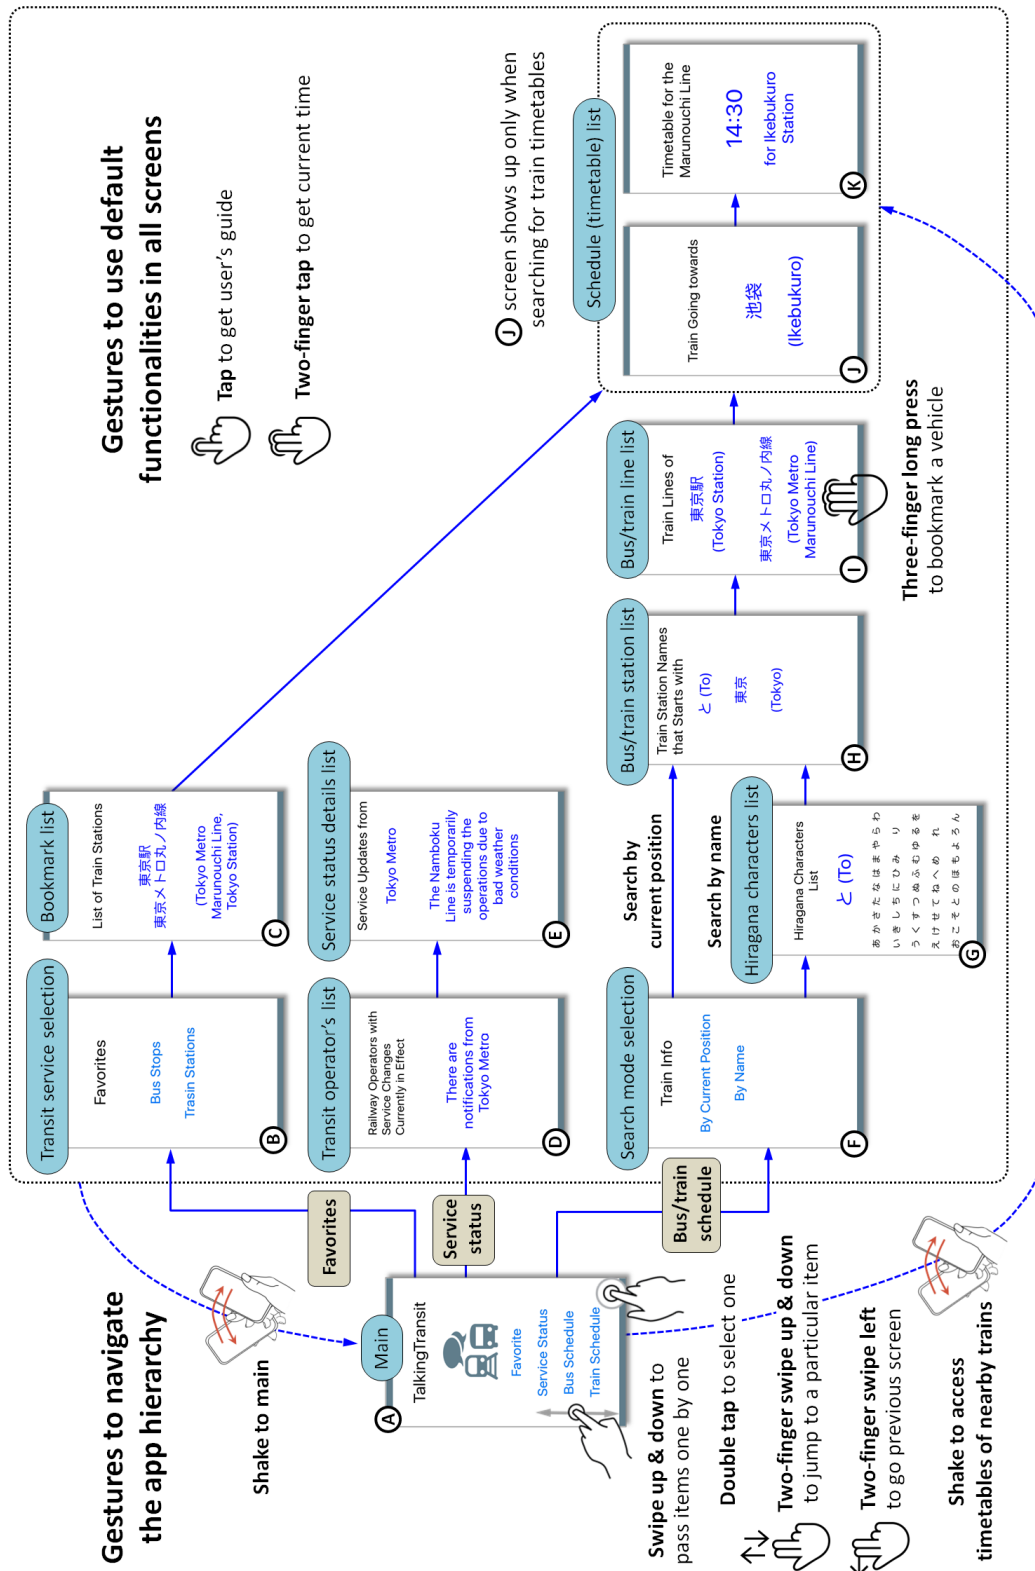 Gestures to navigate
the app hierarchy
Shake to main
Main
A
TalkingTransit
Favorite
Service Status
Bus Schedule
Train Schedule
Swipe up & down to
pass items one by one
Double tap to select one
Two-finger swipe up & down
to jump to a particular item
Two-finger swipe left
to go previous screen
Shake to access
timetables of nearby trains
Favorites
Service
status
Bus/train
schedule
Transit service selection
Favorites
Bus Stops
Trasin Stations
B
Bookmark list
List of Train Stations
東京駅
東京メトロ丸ノ内線
(Tokyo Metro
Marunouchi Line,
Tokyo Station)
C
Transit operator's list
Railway Operators with
Service Changes
Currently in Effect
There are
notifications from
Tokyo Metro
D
Service status details list
Service Updates from
Tokyo Metro
The Namboku
Line is temporarily
suspending the
operations due to
bad weather
conditions
E
Search mode selection
Train Info
By Current Position
By Name
F
Search by
current position
Search by name
Hiragana characters list
Hiragana Characters
List
と (To)
あかさたなはまやらわ
いきしちにひみ り
うくすつぬふむゆるを
えけせてねへめ れ
おこそとのほもよろん
G
Bus/train station list
Train Station Names
that Starts with
と (To)
東京
(Tokyo)
H
Bus/train line list
Train Lines of
東京駅
(Tokyo Station)
東京メトロ丸ノ内線
(Tokyo Metro
Marunouchi Line)
I
Three-finger long press
to bookmark a vehicle
Gestures to use default
functionalities in all screens
Tap to get user's guide
Two-finger tap to get current time
J screen shows up only when
searching for train timetables
Schedule (timetable) list
Train Going towards
池袋
(Ikebukuro)
J
Timetable for the
Marunouchi Line
14:30
for Ikebukuro
Station
K